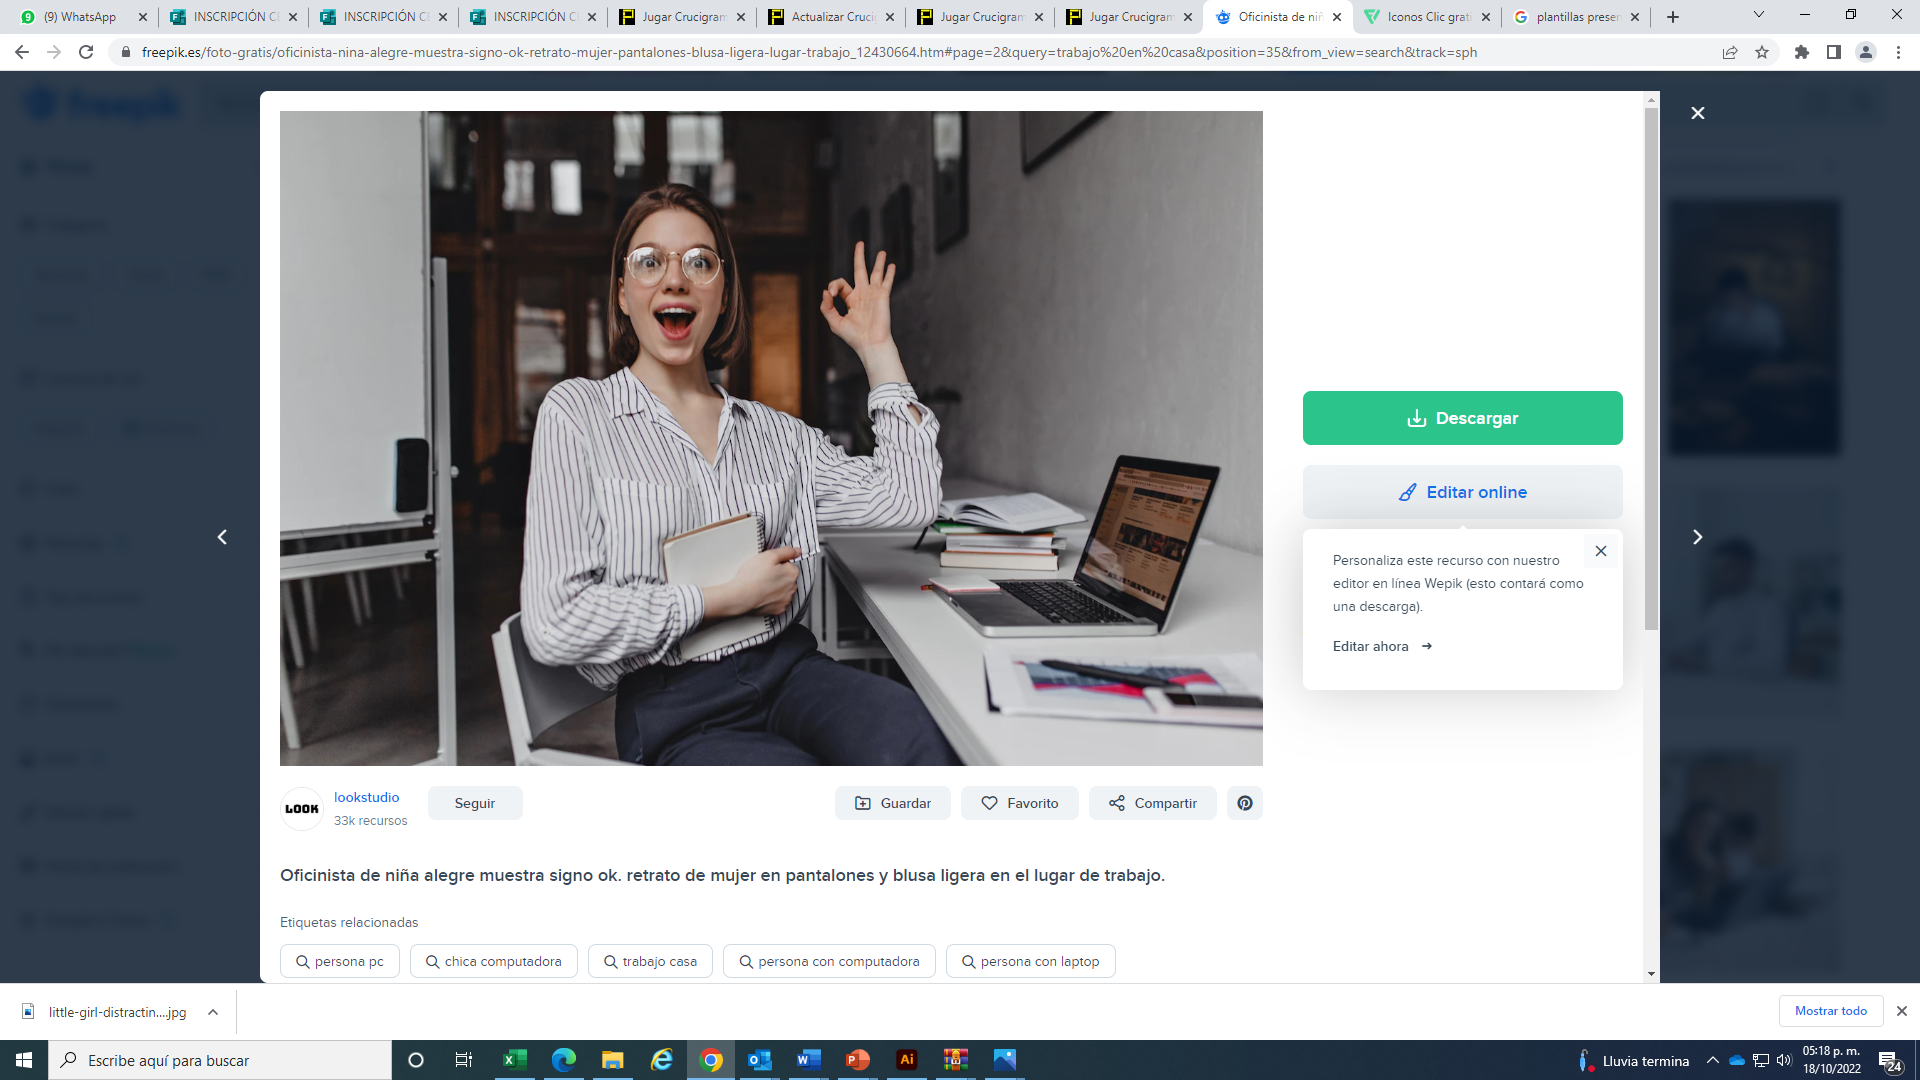 (9) WhatsApp
INSCRIPCIÓN CE
INSCRIPCIÓN CE
INSCRIPCIÓN CE
Jugar Crucigram
Actualizar Cruci
Jugar Crucigram
Jugar Crucigram
Oficinista de niñ
Iconos Clic grati
plantillas presen
freepik.es/foto-gratis/oficinista-nina-alegre-muestra-signo-ok-retrato-mujer-pantalones-blusa-ligera-lugar-trabajo_12430664.htm#page=2&query=trabajo%20en%20casa&position=35&from_view=search&track=sph
freepik
Descargar
Editar online
Personaliza este recurso con nuestro
editor en línea Wepik (esto contará como
una descarga).
Editar ahora
LOOK
lookstudio
33k recursos
Seguir
Guardar
Favorito
Compartir
Oficinista de niña alegre muestra signo ok. retrato de mujer en pantalones y blusa ligera en el lugar de trabajo.
Etiquetas relacionadas
persona pc
chica computadora
trabajo casa
persona con computadora
persona con laptop
little-girl-distractin....jpg
Mostrar todo
Escribe aquí para buscar
Lluvia termina
05:18 p. m.
18/10/2022
24